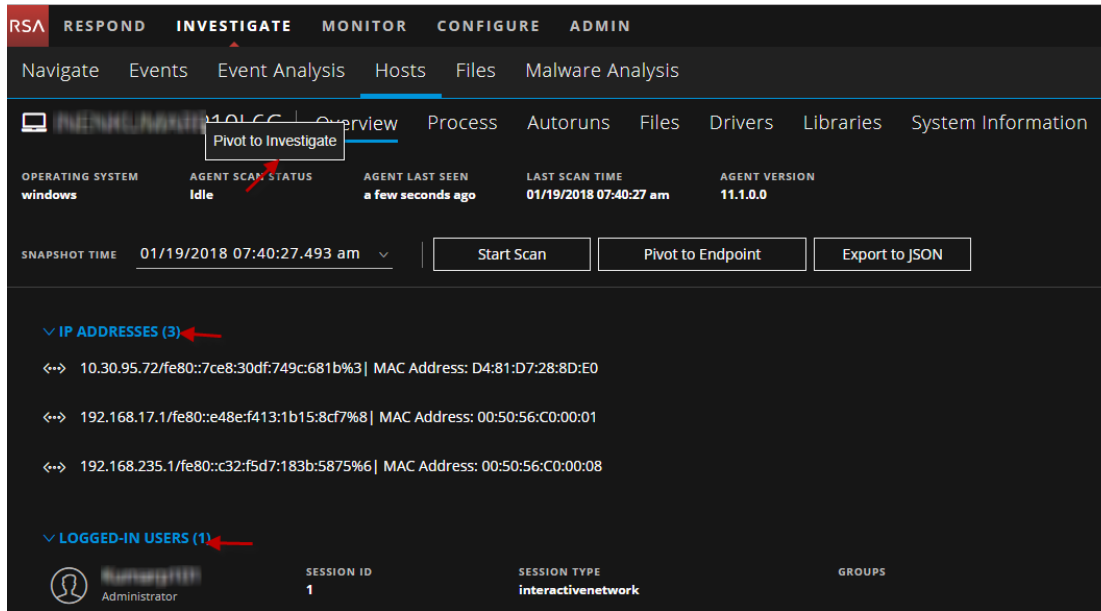 RSA RESPOND INVESTIGATE MONITOR CONFIGURE ADMIN
Navigate Events Event Analysis Hosts Files Malware Analysis
Overview Process Autoruns Files Drivers Libraries System Information
Pivot to Investigate
OPERATING SYSTEM AGENT SCAN STATUS AGENT LAST SEEN LAST SCAN TIME AGENT VERSION
windows Idle a few seconds ago 01/19/2018 07:40:27 am 11.1.0.0
SNAPSHOT TIME 01/19/2018 07:40:27.493 am Start Scan Pivot to Endpoint Export to JSON
IP ADDRESSES (3)
10.30.95.72/fe80::7ce8:30df:749c:681b%3| MAC Address: D4:81:D7:28:8D:E0
192.168.17.1/fe80::e48e:f413:1b15:8cf7%8| MAC Address: 00:50:56:C0:00:01
192.168.235.1/fe80::c32:f5d7:183b:5875%6| MAC Address: 00:50:56:C0:00:08
LOGGED-IN USERS (1)
SESSION ID SESSION TYPE GROUPS
Administrator 1 interactivenetwork